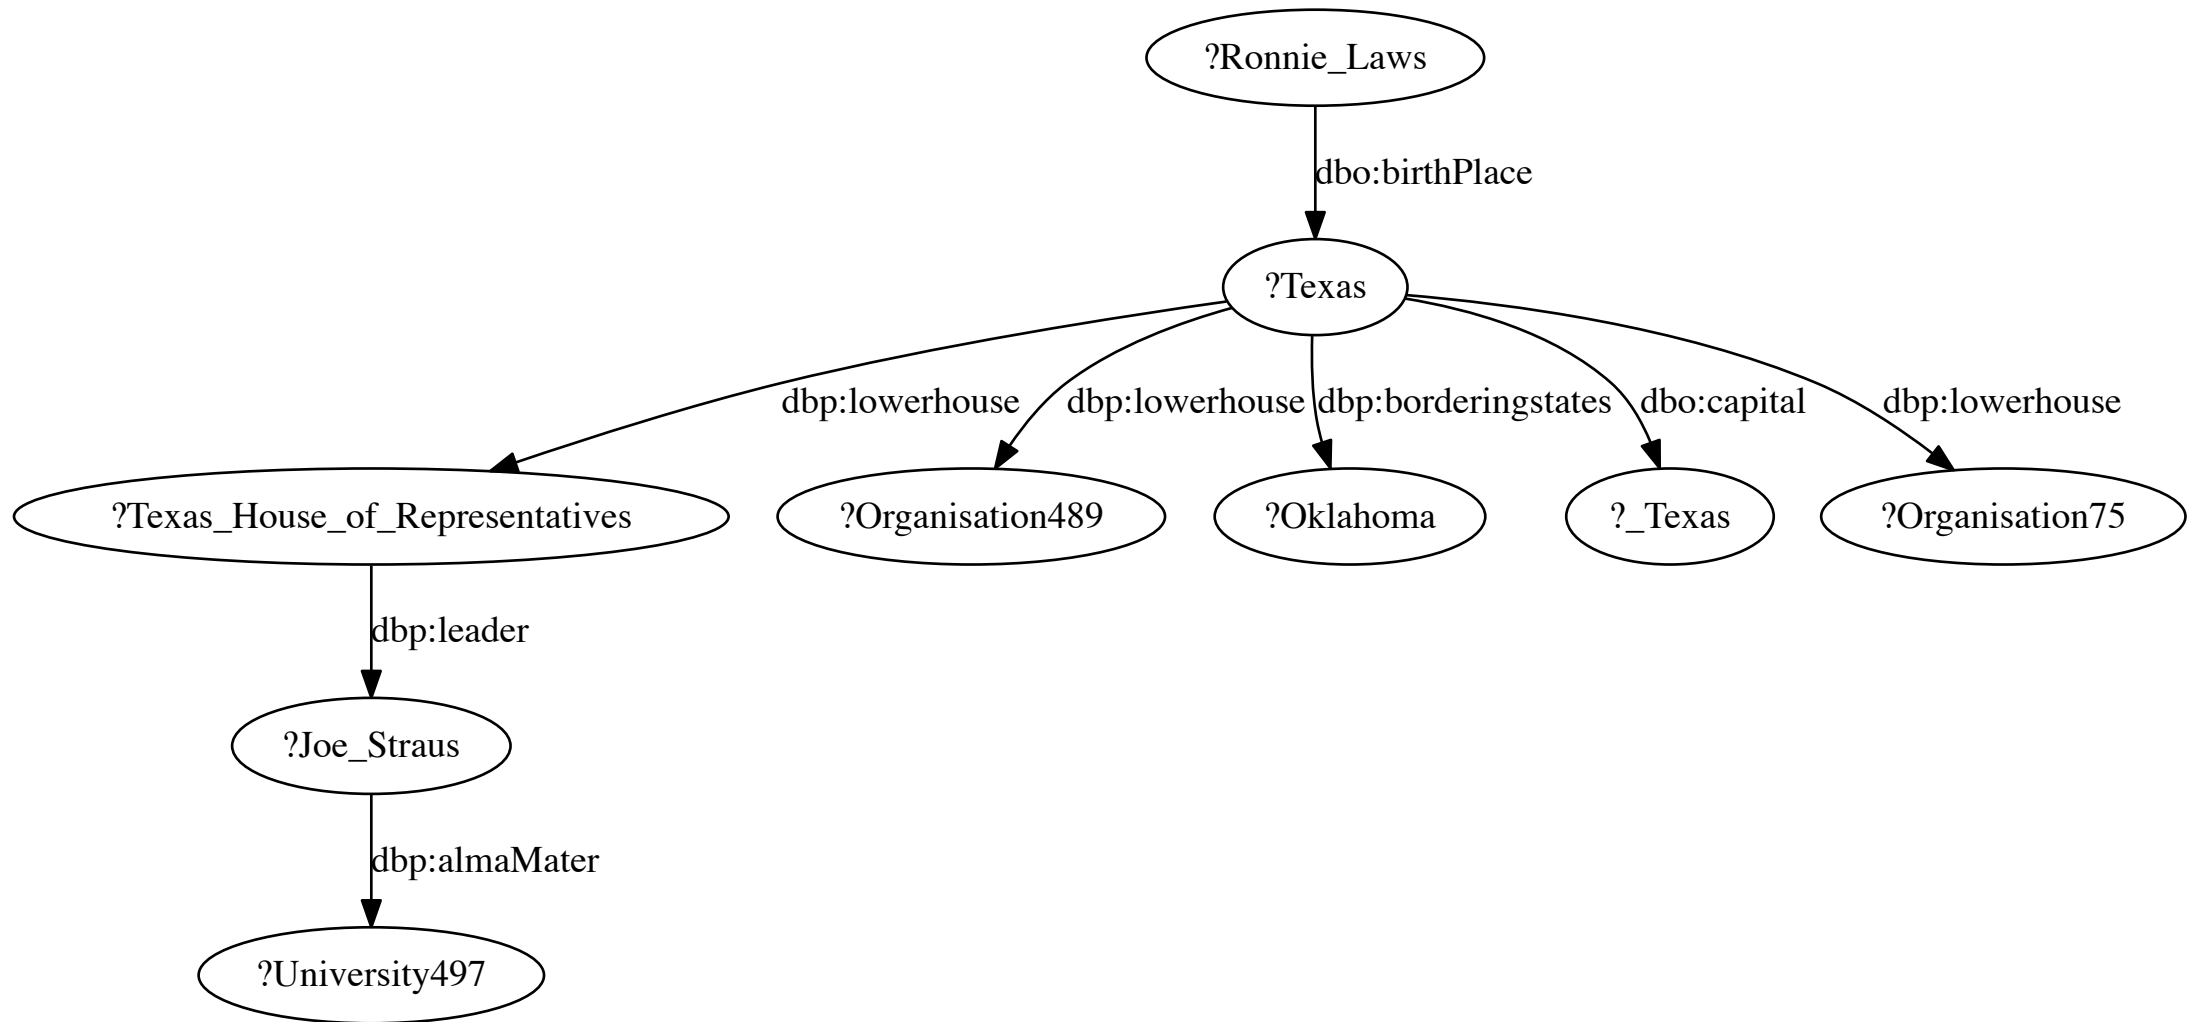 ?Ronnie_Laws
dbo:birthPlace
?Texas
dbp:lowerhouse
dbp:lowerhouse
dbp:borderingstates
dbo:capital
dbp:lowerhouse
?Texas_House_of_Representatives
?Organisation489
?Oklahoma
?_Texas
?Organisation75
dbp:leader
?Joe_Straus
dbp:almaMater
?University497